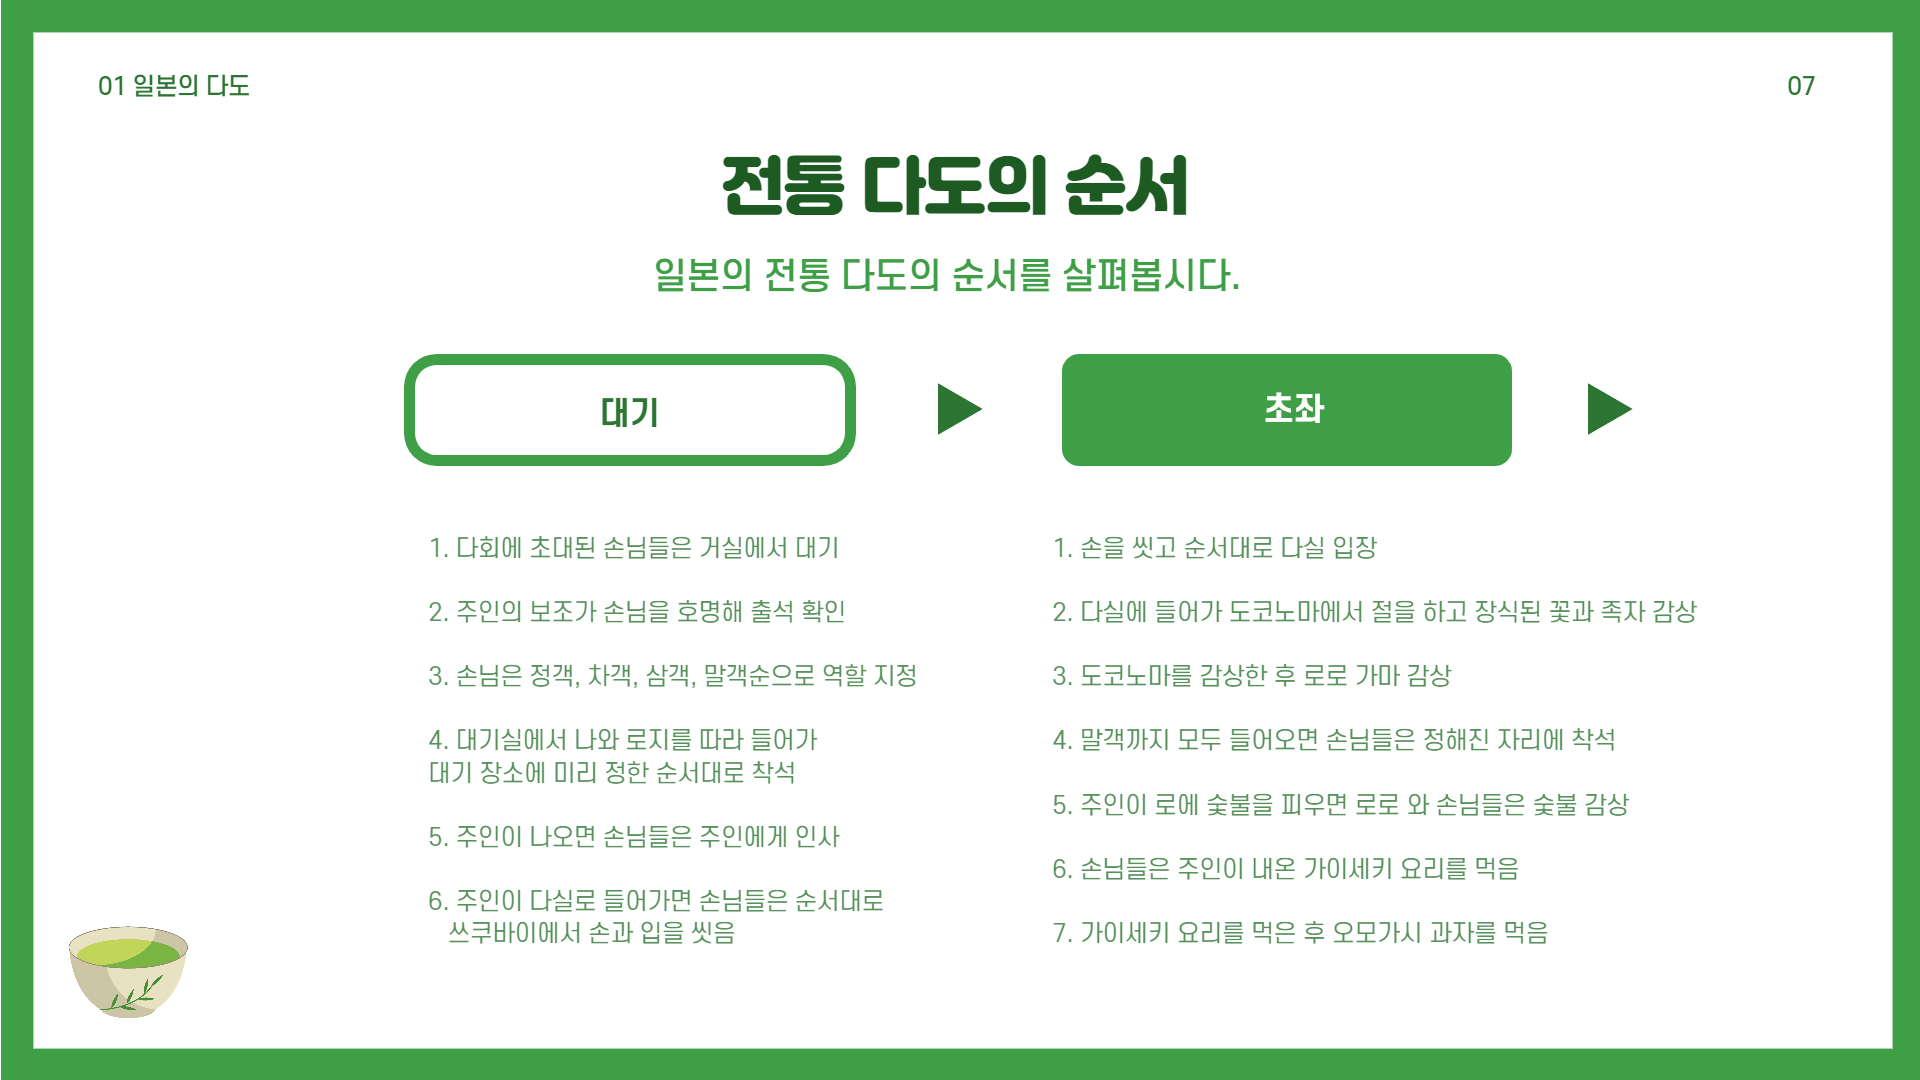 01 일본의 다도
07
전통 다도의 순서
일본의 전통 다도의 순서를 살펴봅시다.
대기
초좌
1. 다회에 초대된 손님들은 거실에서 대기
2. 주인의 보조가 손님을 호명해 출석 확인
3. 손님은 정객, 차객, 삼객, 말객순으로 역할 지정
4. 대기실에서 나와 로지를 따라 들어가
대기 장소에 미리 정한 순서대로 착석
5. 주인이 나오면 손님들은 주인에게 인사
6. 주인이 다실로 들어가면 손님들은 순서대로
쓰쿠바이에서 손과 입을 씻음
1. 손을 씻고 순서대로 다실 입장
2. 다실에 들어가 도코노마에서 절을 하고 장식된 꽃과 족자 감상
3. 도코노마를 감상한 후 로로 가마 감상
4. 말객까지 모두 들어오면 손님들은 정해진 자리에 착석
5. 주인이 로에 숯불을 피우면 로로 와 손님들은 숯불 감상
6. 손님들은 주인이 내온 가이세키 요리를 먹음
7. 가이세키 요리를 먹은 후 오모가시 과자를 먹음